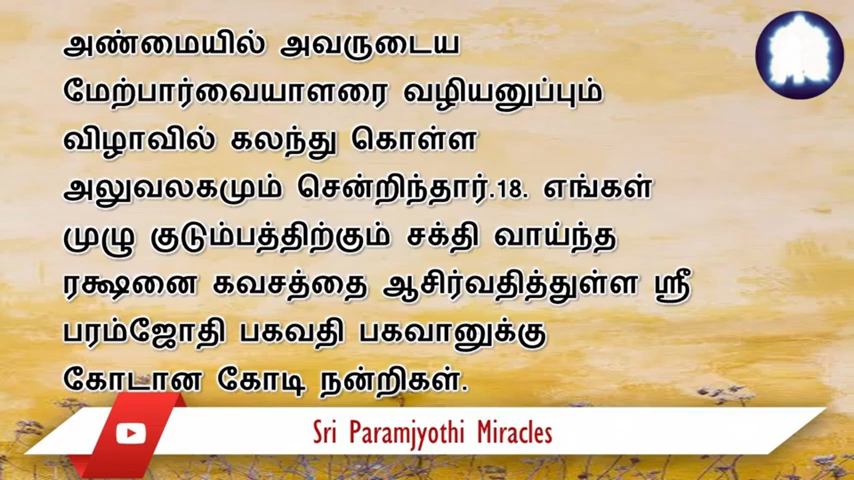 அண்மையில் அவருடைய
மேற்பார்வையாளரை வழியனுப்பும்
விழாவில் கலந்து கொள்ள
அலுவலகமும் சென்றிந்தார்.18. எங்கள்
முழு குடும்பத்திற்கும் சக்தி வாய்ந்த
ரக்ஷனை கவசத்தை ஆசிர்வதித்துள்ள ஸ்ரீ
பரம்ஜோதி பகவதி பகவானுக்கு
கோடான கோடி நன்றிகள்.
Sri Paramjyothi Miracles